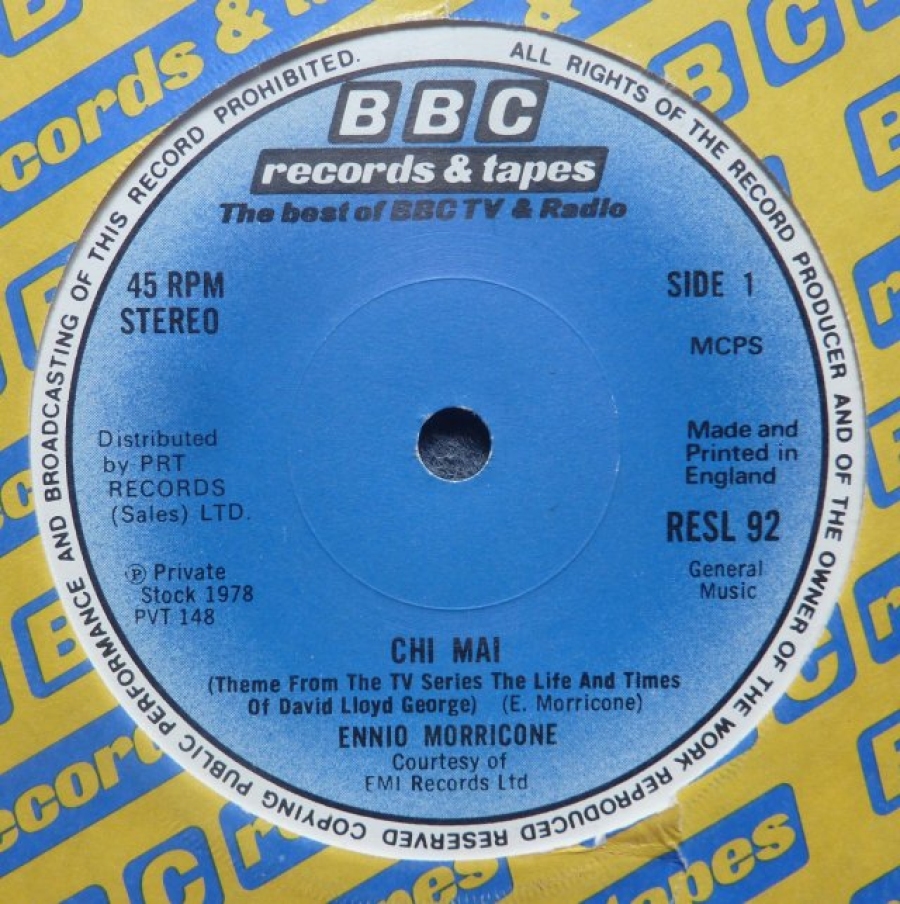 ALL RIGHTS OF THE RECORD PRODUCER AND OF THE OWNER OF THE WORK REPRODUCED RESERVED COPYING PUBLIC PERFORMANCE AND BROADCASTING OF THIS RECORD PROHIBITED.
BBC
records & tapes
The best of BBC TV & Radio
45 RPM
STEREO
SIDE 1
MCPS
Distributed
by PRT
RECORDS
(Sales) LTD.
Made and
Printed in
England
RESL 92
General
Music
Ⓟ Private
Stock 1978
PVT 148
CHI MAI
(Theme From The TV Series The Life And Times
Of David Lloyd George) (E. Morricone)
ENNIO MORRICONE
Courtesy of
EMI Records Ltd